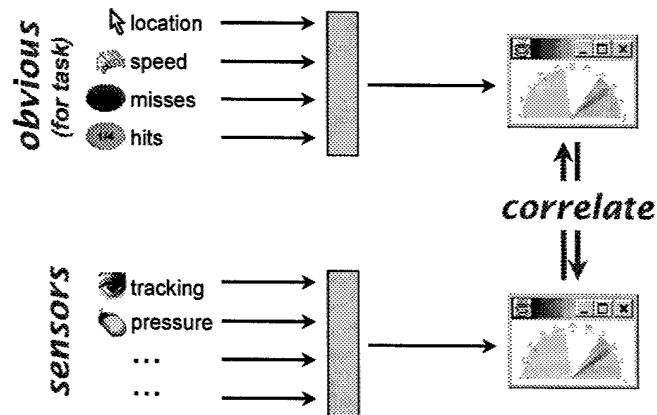 obvious
(for task)
location
speed
misses
hits
correlate
sensors
tracking
pressure
...
...